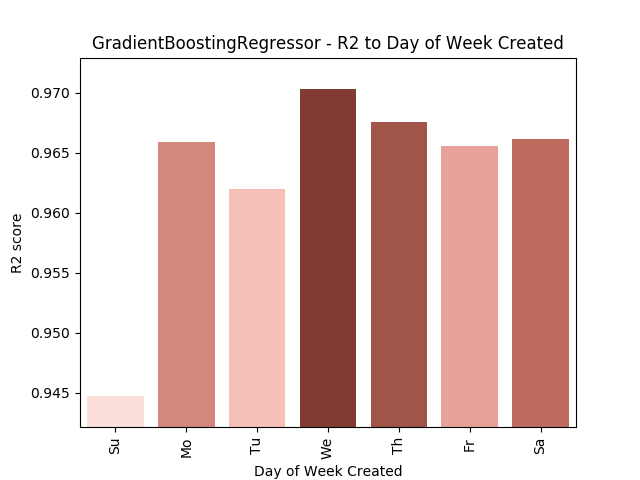 GradientBoostingRegressor - R2 to Day of Week Created
0.970
0.965
0.960
0.955
0.950
0.945
R2 score
Su Mo Tu We Th Fr Sa
Day of Week Created